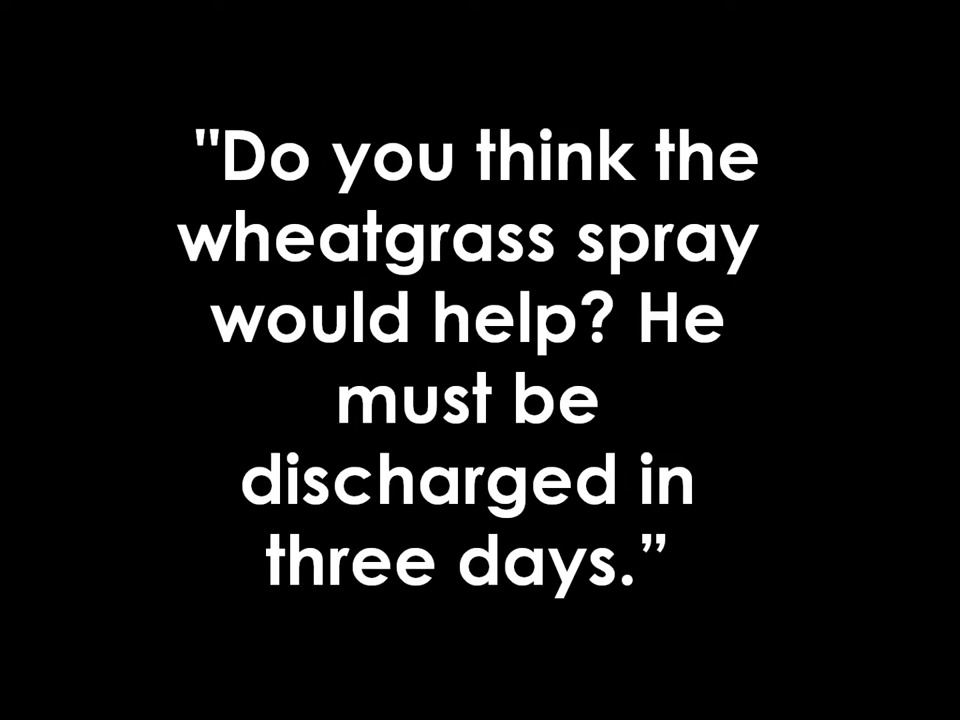 "Do you think the
wheatgrass spray
would help? He
must be
discharged in
three days.”